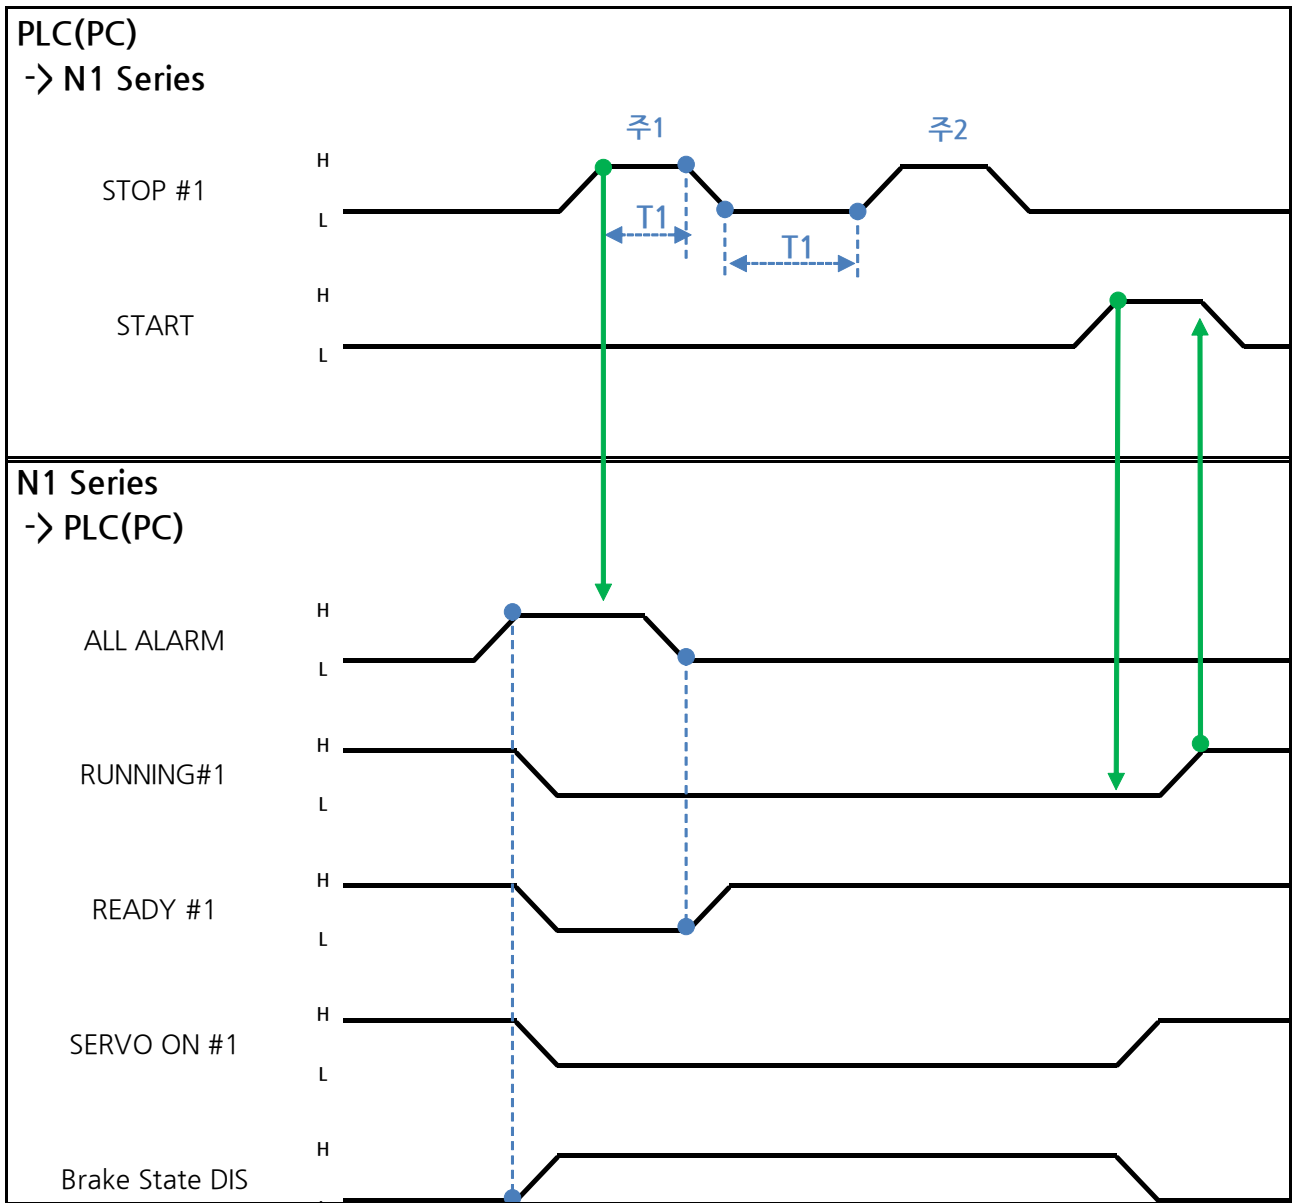 PLC(PC)
-> N1 Series
주1
주2
H
STOP #1
L
T1
T1
H
START
L
N1 Series
-> PLC(PC)
H
ALL ALARM
L
H
RUNNING#1
L
H
READY #1
L
H
SERVO ON #1
L
H
Brake State DIS